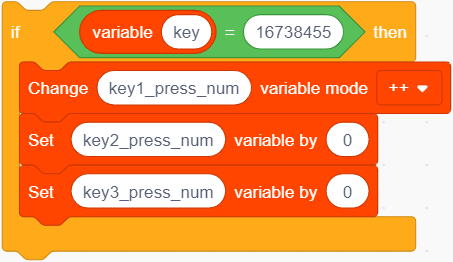 if variable key = 16738455 then
Change key1_press_num variable mode ++
Set key2_press_num variable by 0
Set key3_press_num variable by 0